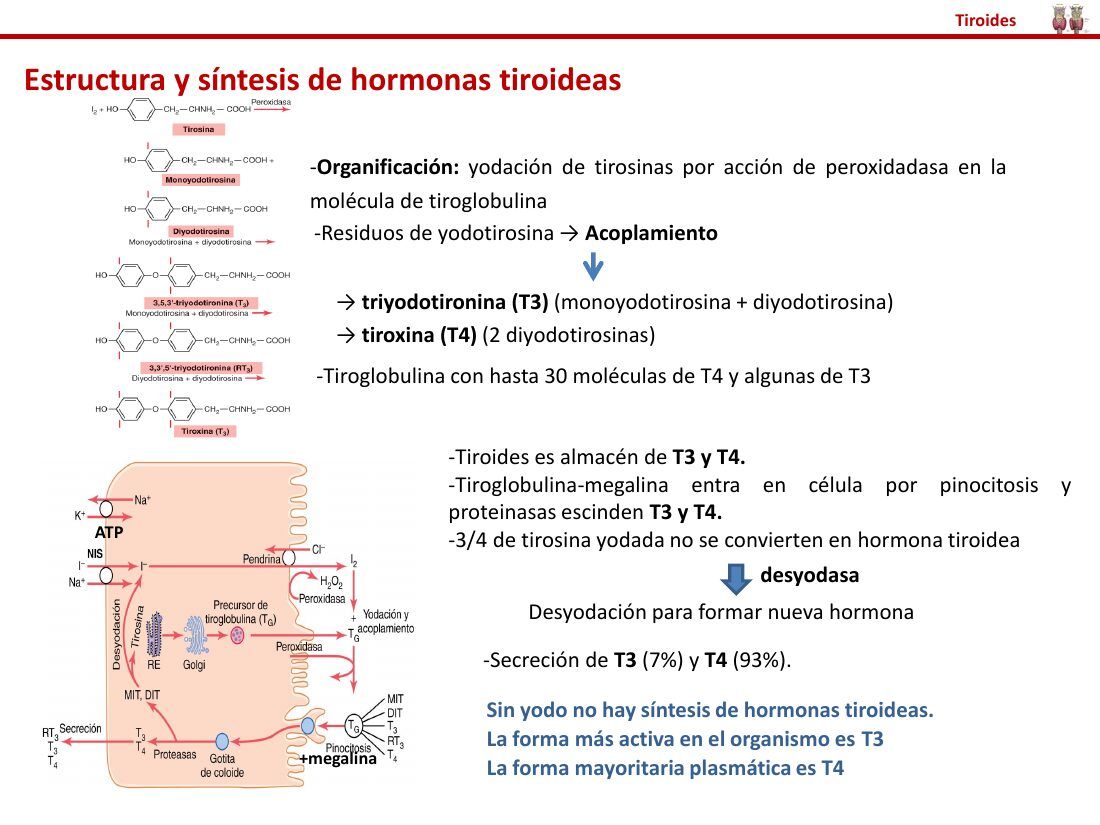 Tiroides
Estructura y síntesis de hormonas tiroideas
I2 + HO CH2—CHNH2—COOH Peroxidasa
Tirosina
I
HO CH2—CHNH2—COOH +
Monoyodotirosina
I
HO CH2—CHNH2—COOH
I
Diyodotirosina
Monoyodotirosina + diyodotirosina
I I
HO O CH2—CHNH2—COOH
I
3,5,3'-triyodotironina (T3)
Monoyodotirosina + diyodotirosina
I I
HO O CH2—CHNH2—COOH
I
3,3',5'-triyodotironina (RT3)
Diyodotirosina + diyodotirosina
I I
HO O CH2—CHNH2—COOH
I I
Tiroxina (T3)
-Organificación: yodación de tirosinas por acción de peroxidadasa en la
molécula de tiroglobulina
-Residuos de yodotirosina → Acoplamiento
→ triyodotironina (T3) (monoyodotirosina + diyodotirosina)
→ tiroxina (T4) (2 diyodotirosinas)
-Tiroglobulina con hasta 30 moléculas de T4 y algunas de T3
Na+
K+
ATP
NIS
I–
Na+
I–
Pendrina
Cl–
I2
H2O2
Peroxidasa
Desyodación
Tirosina
RE
Golgi
Precursor de
tiroglobulina (TG)
+
TG
Yodación y
acoplamiento
Peroxidasa
MIT, DIT
Secreción
RT3
T3
T4
T3
T4
Proteasas
Gotita
de coloide
TG
MIT
DIT
T3
RT3
T4
Pinocitosis
+megalina
-Tiroides es almacén de T3 y T4.
-Tiroglobulina-megalina entra en célula por pinocitosis y
proteinasas escinden T3 y T4.
-3/4 de tirosina yodada no se convierten en hormona tiroidea
desyodasa
Desyodación para formar nueva hormona
-Secreción de T3 (7%) y T4 (93%).
Sin yodo no hay síntesis de hormonas tiroideas.
La forma más activa en el organismo es T3
La forma mayoritaria plasmática es T4